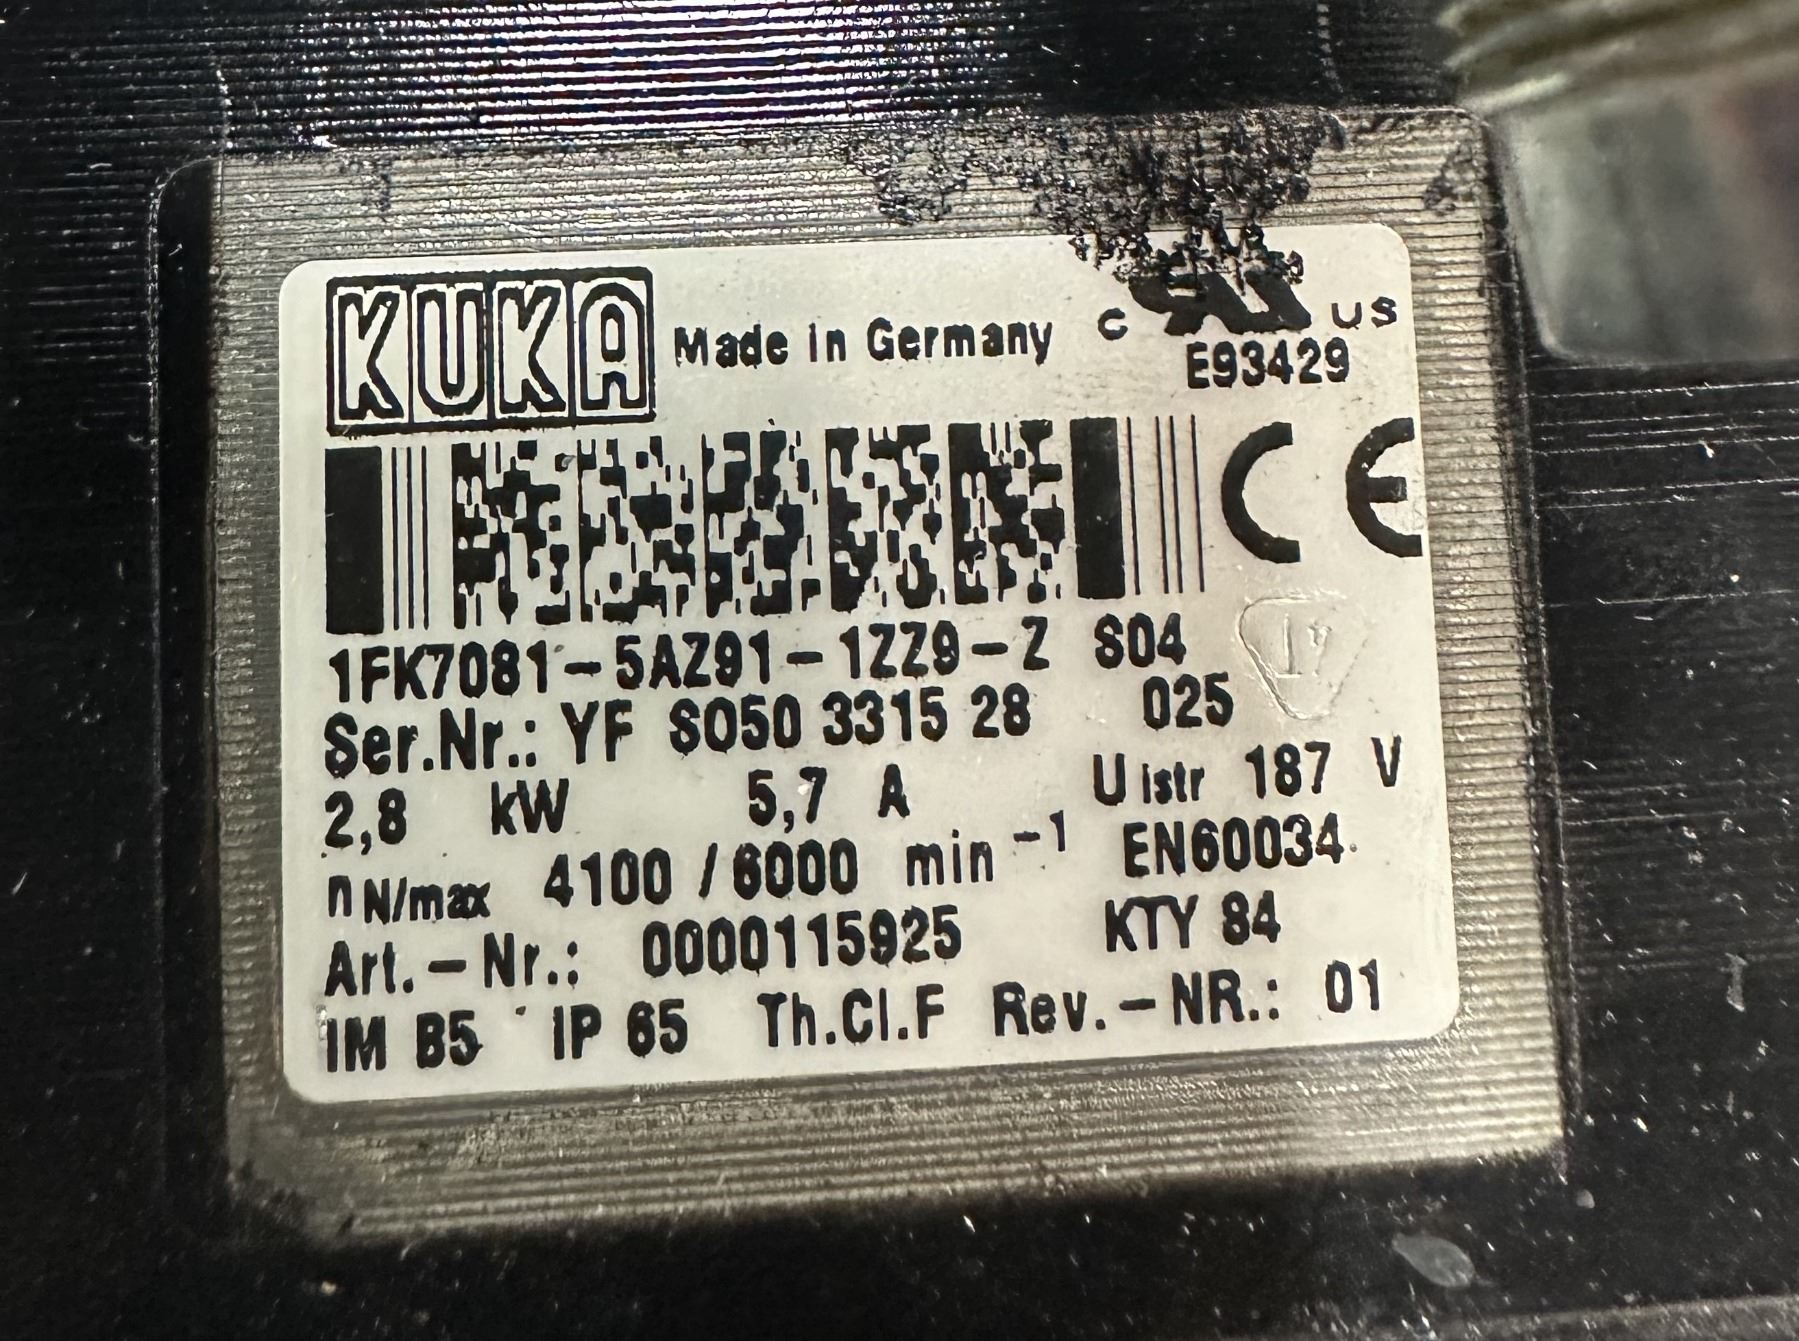 KUKA Made in Germany c US
E93429
CE
1FK7081-5AZ91-1ZZ9-Z S04
Ser.Nr.: YF S050 3315 28 025
2,8 kW 5,7 A U istr 187 V
n N/max 4100 / 6000 min -1 EN60034
Art.-Nr.: 0000115925 KTY 84
IM B5 IP 65 Th.Cl.F Rev.-NR.: 01